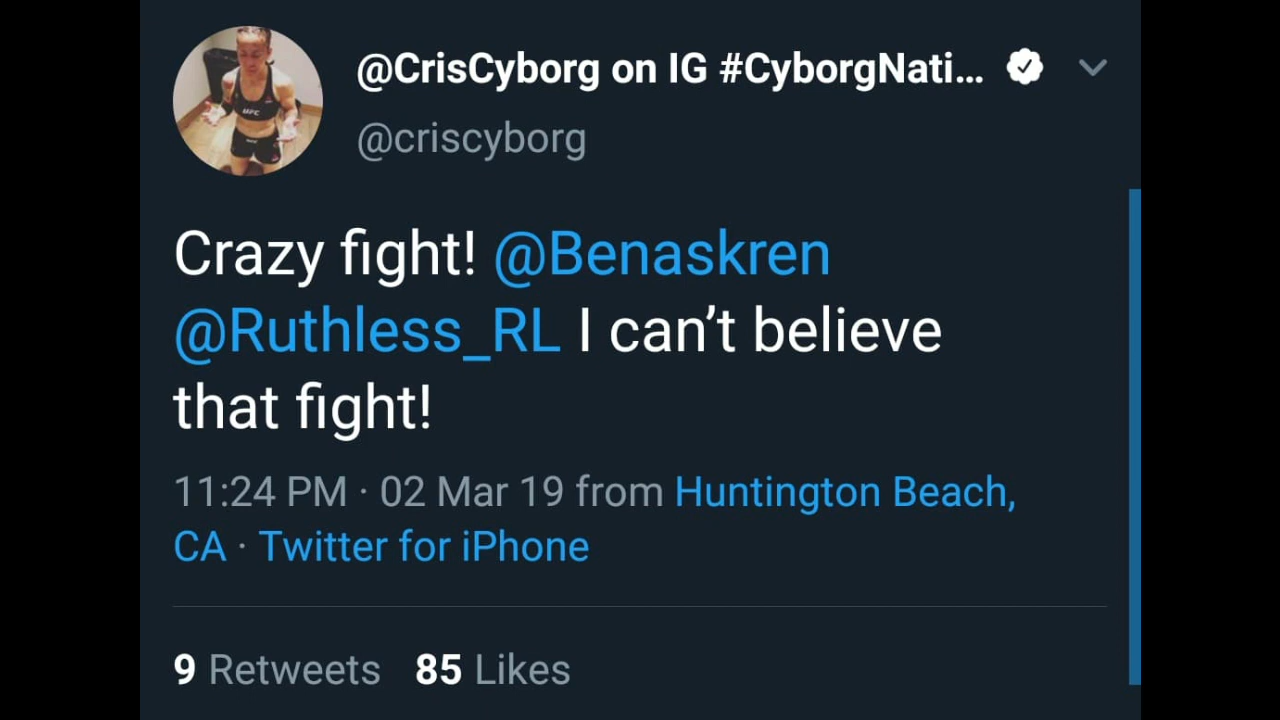 @CrisCyborg on IG #CyborgNati...
@criscyborg
Crazy fight! @Benaskren
@Ruthless_RL I can’t believe
that fight!
11:24 PM · 02 Mar 19 from Huntington Beach,
CA · Twitter for iPhone
9 Retweets 85 Likes